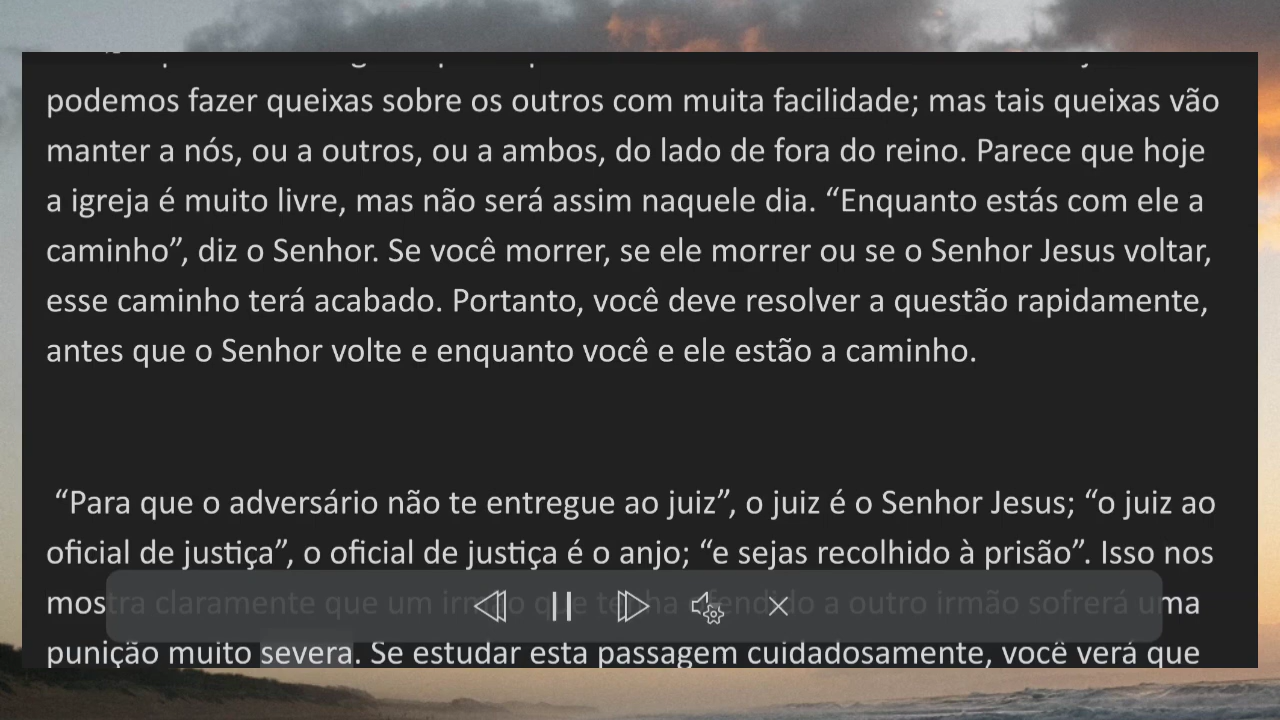 podemos fazer queixas sobre os outros com muita facilidade; mas tais queixas vão
manter a nós, ou a outros, ou a ambos, do lado de fora do reino. Parece que hoje
a igreja é muito livre, mas não será assim naquele dia. “Enquanto estás com ele a
caminho”, diz o Senhor. Se você morrer, se ele morrer ou se o Senhor Jesus voltar,
esse caminho terá acabado. Portanto, você deve resolver a questão rapidamente,
antes que o Senhor volte e enquanto você e ele estão a caminho.
“Para que o adversário não te entregue ao juiz”, o juiz é o Senhor Jesus; “o juiz ao
oficial de justiça”, o oficial de justiça é o anjo; “e sejas recolhido à prisão”. Isso nos
mostra claramente que um irmão que tenha ofendido a outro irmão sofrerá uma
punição muito severa. Se estudar esta passagem cuidadosamente, você verá que